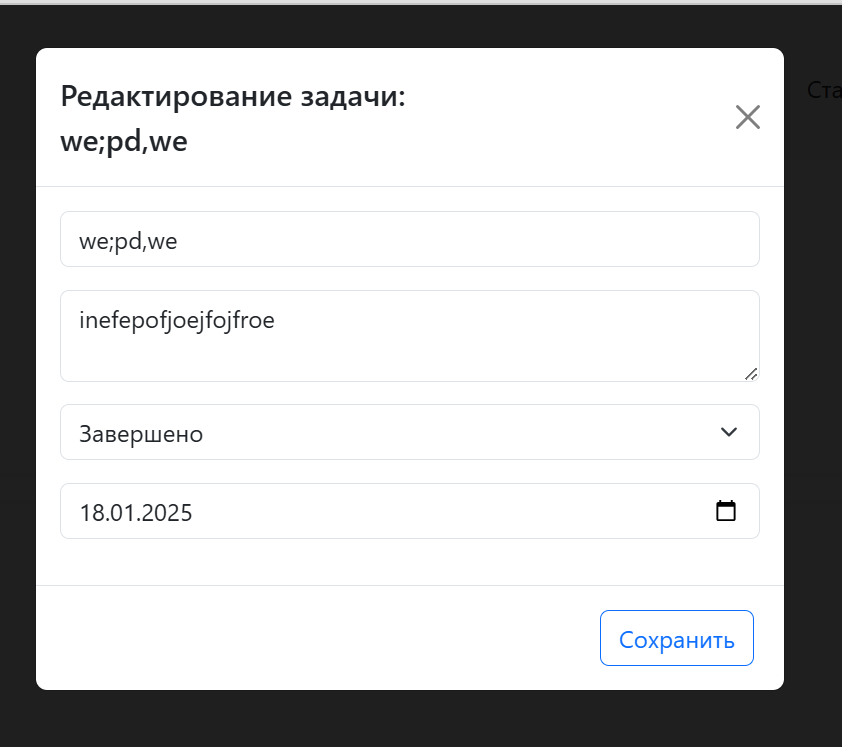 Редактирование задачи:
we;pd,we
we;pd,we
inefepofjoejfojfroe
Завершено
18.01.2025
Сохранить